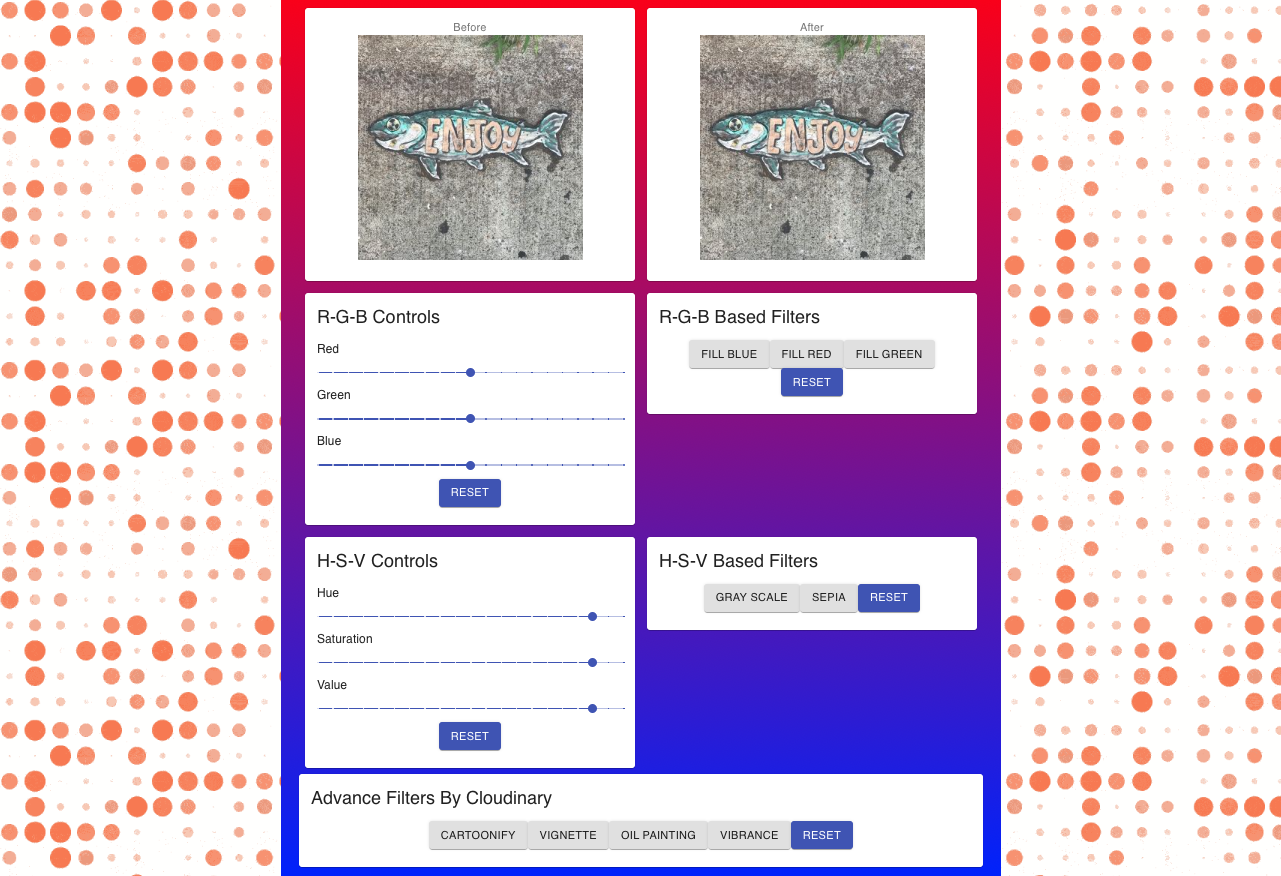 Before
After
ENJOY
ENJOY
R-G-B Controls
Red
Green
Blue
RESET
R-G-B Based Filters
FILL BLUE FILL RED FILL GREEN
RESET
H-S-V Controls
Hue
Saturation
Value
RESET
H-S-V Based Filters
GRAY SCALE SEPIA RESET
Advance Filters By Cloudinary
CARTOONIFY VIGNETTE OIL PAINTING VIBRANCE RESET